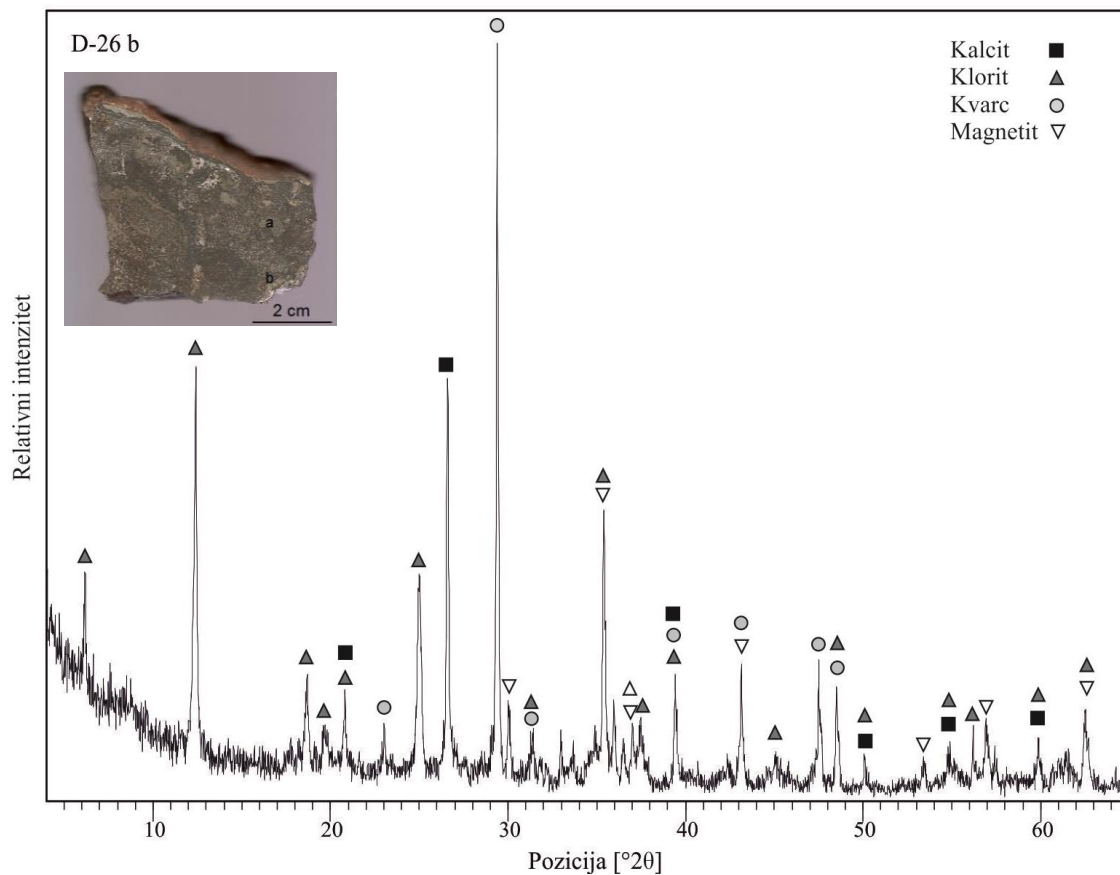 D-26 b
a
b
2 cm
Kalcit
Klorit
Kvarc
Magnetit
Relativni intenzitet
10 20 30 40 50 60
Pozicija [°2θ]